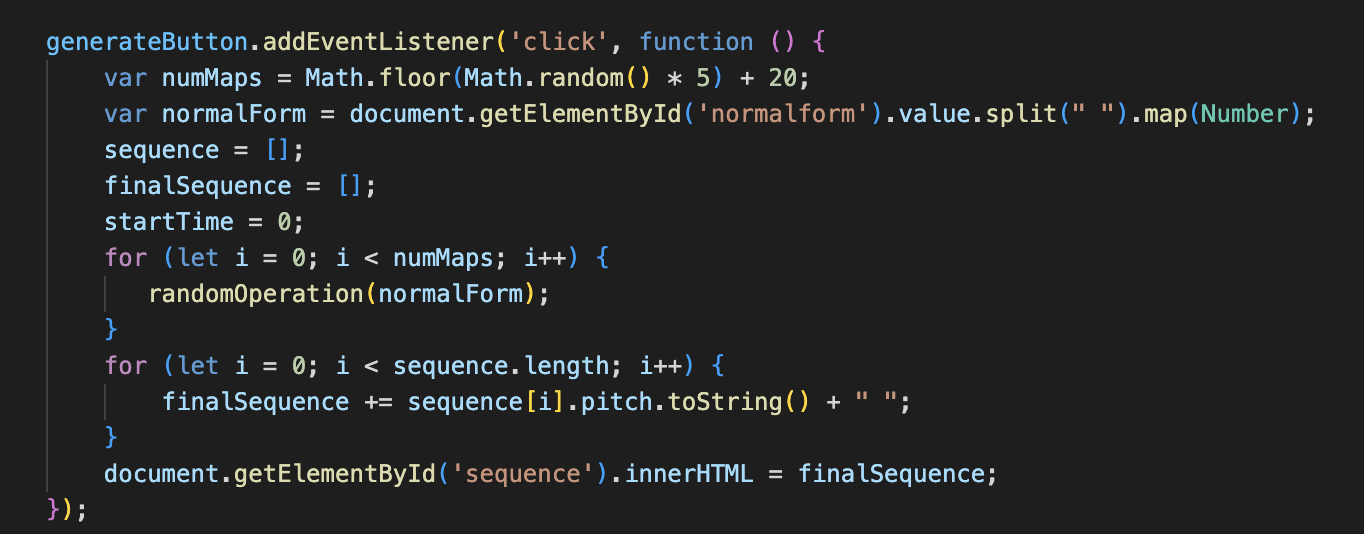 generateButton.addEventListener('click', function () {
    var numMaps = Math.floor(Math.random() * 5) + 20;
    var normalForm = document.getElementById('normalform').value.split(" ").map(Number);
    sequence = [];
    finalSequence = [];
    startTime = 0;
    for (let i = 0; i < numMaps; i++) {
       randomOperation(normalForm);
    }
    for (let i = 0; i < sequence.length; i++) {
        finalSequence += sequence[i].pitch.toString() + " ";
    }
    document.getElementById('sequence').innerHTML = finalSequence;
});